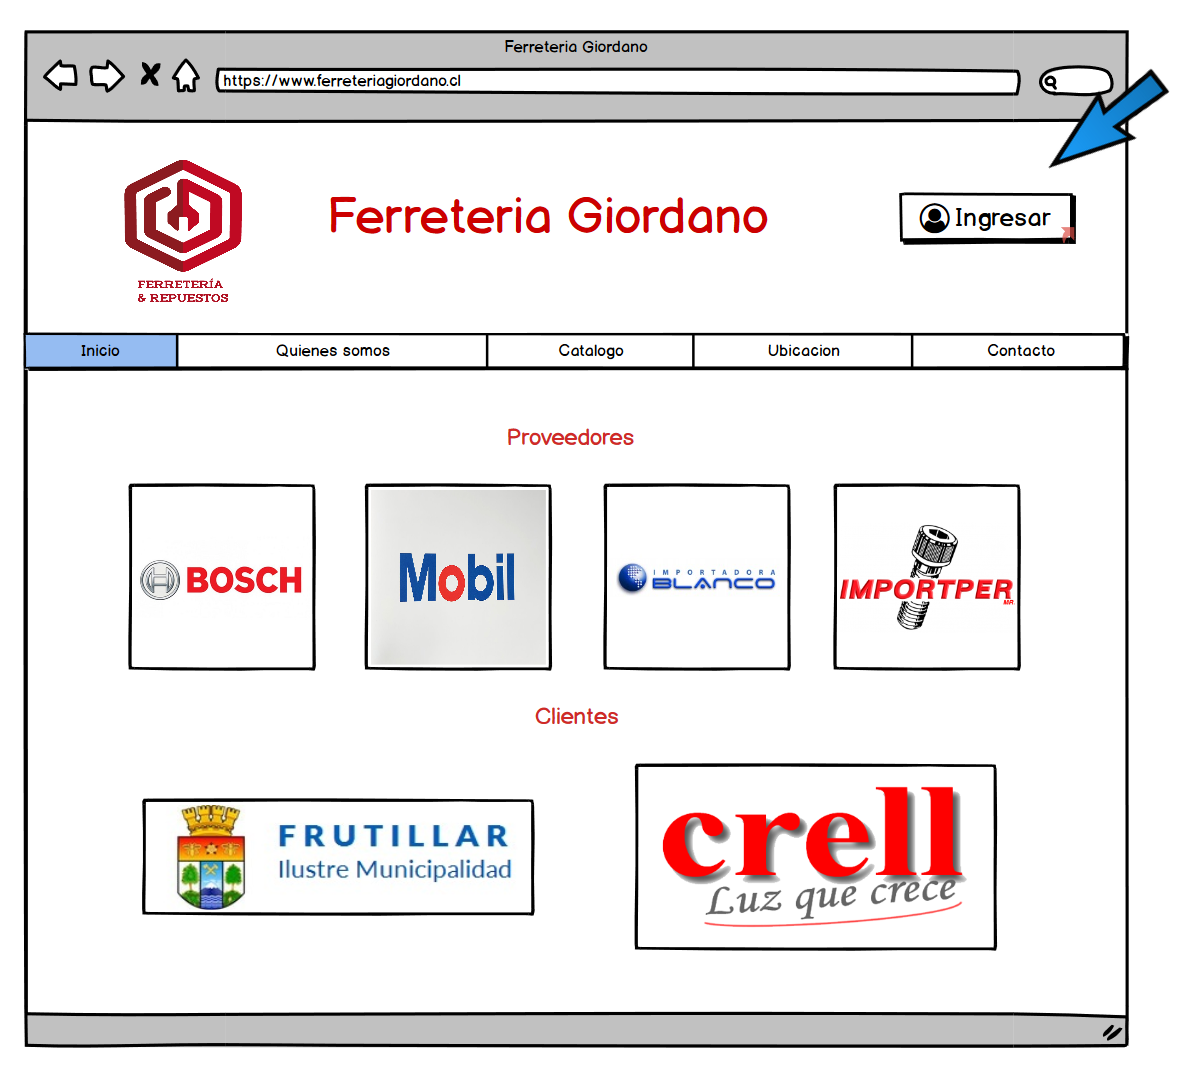 Ferreteria Giordano
https://www.ferreteriagiordano.cl
FERRETERÍA
& REPUESTOS
Ferreteria Giordano
Ingresar
Inicio
Quienes somos
Catalogo
Ubicacion
Contacto
Proveedores
BOSCH
Mobil
IMPORTADORA
BLANCO
IMPORTPER
MR
Clientes
FRUTILLAR
Ilustre Municipalidad
crell
Luz que crece